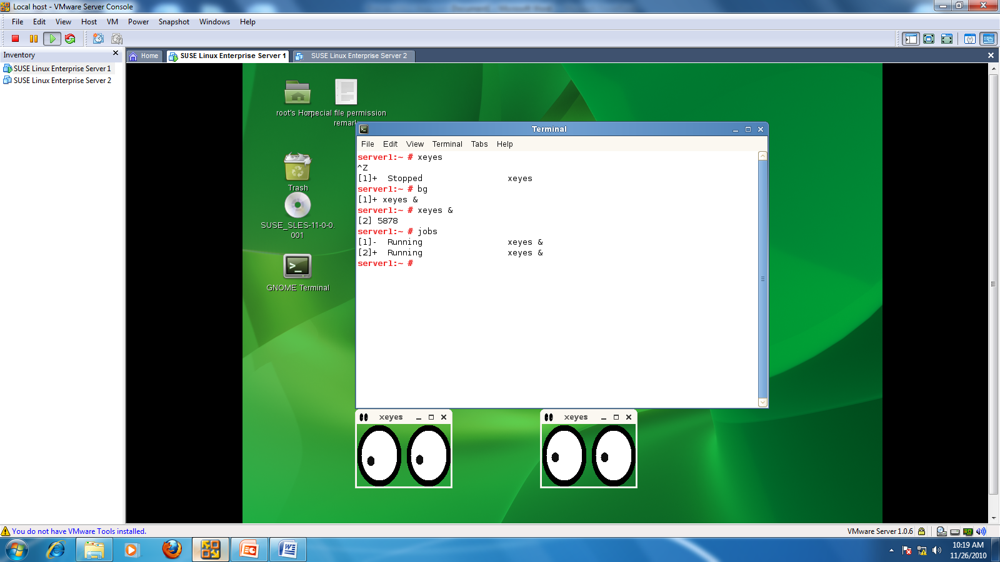 Local host - VMware Server Console
File Edit View Host VM Power Snapshot Windows Help
Inventory
SUSE Linux Enterprise Server 1
SUSE Linux Enterprise Server 2
Home SUSE Linux Enterprise Server 1 SUSE Linux Enterprise Server 2
root's Home
special file permission
remark
Trash
SUSE_SLES-11-0-0.
001
GNOME Terminal
Terminal
File Edit View Terminal Tabs Help
server1:~ # xeyes
^Z
[1]+  Stopped                 xeyes
server1:~ # bg
[1]+ xeyes &
server1:~ # xeyes &
[2] 5878
server1:~ # jobs
[1]-  Running                 xeyes &
[2]+  Running                 xeyes &
server1:~ #
xeyes
xeyes
You do not have VMware Tools installed.
VMware Server 1.0.6
10:19 AM
11/26/2010